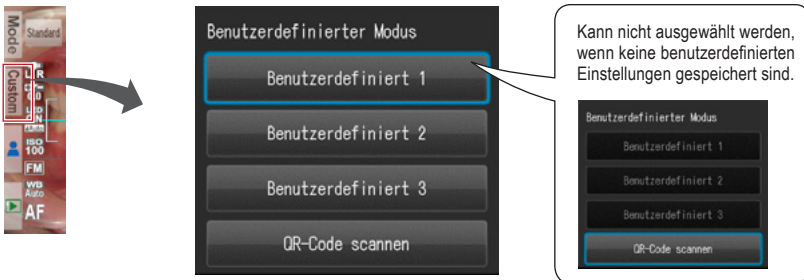 Mode
Standard
Custom
ISO
100
FM
WB
Auto
AF
Benutzerdefinierter Modus
Benutzerdefiniert 1
Benutzerdefiniert 2
Benutzerdefiniert 3
QR-Code scannen
Kann nicht ausgewählt werden,
wenn keine benutzerdefinierten
Einstellungen gespeichert sind.
Benutzerdefinierter Modus
Benutzerdefiniert 1
Benutzerdefiniert 2
Benutzerdefiniert 3
QR-Code scannen